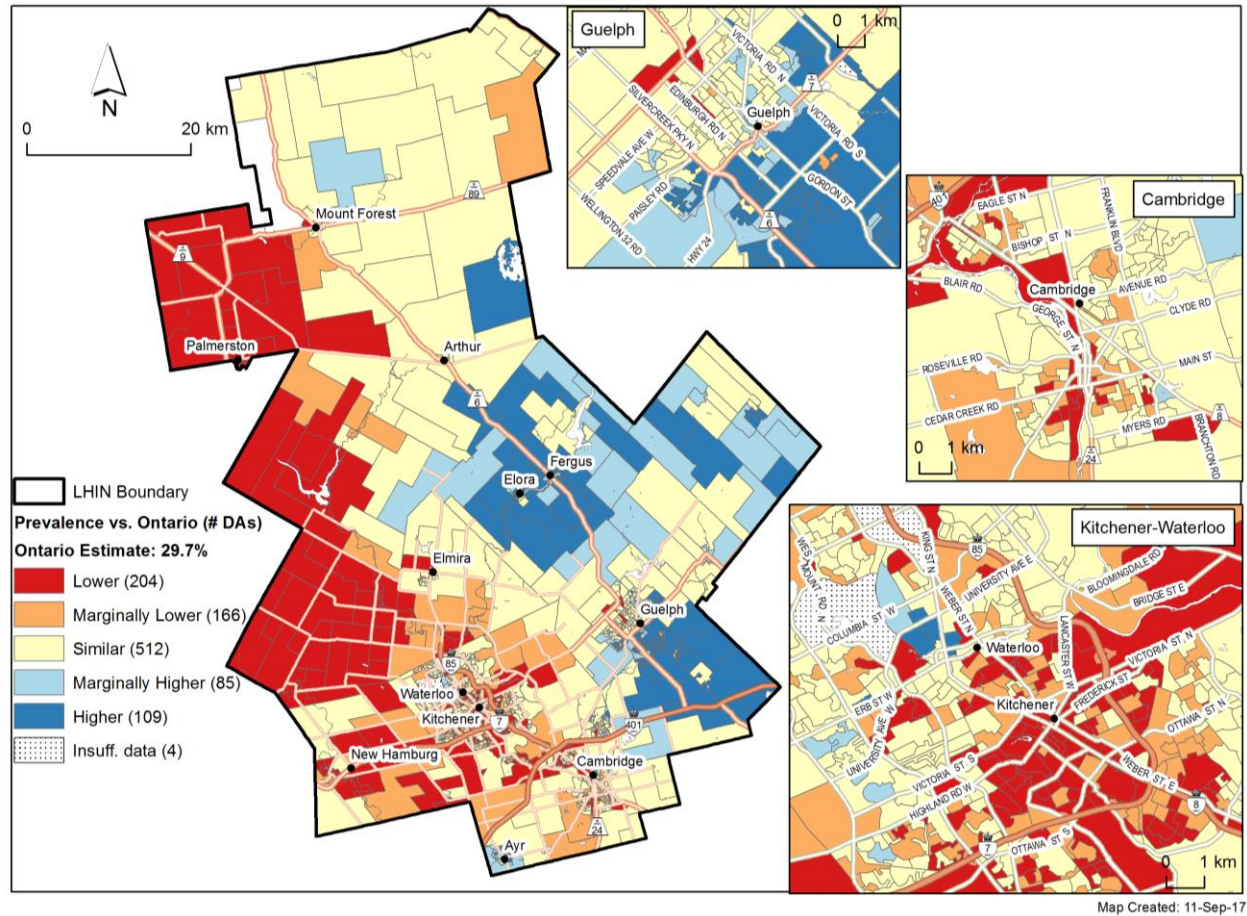 N
0 20 km
Mount Forest
89
9
Palmerston
Arthur
6
Fergus
Elora
Elmira
Guelph
85
Waterloo
Kitchener
7
401
New Hamburg
Cambridge
24
Ayr
LHIN Boundary
Prevalence vs. Ontario (# DAs)
Ontario Estimate: 29.7%
Lower (204)
Marginally Lower (166)
Similar (512)
Marginally Higher (85)
Higher (109)
Insuff. data (4)
Guelph
0 1 km
VICTORIA RD N
7
EDINBURGH RD N
SILVERCREEK PKY N
Guelph
VICTORIA RD S
SPEEDVALE AVE W
PAISLEY RD
GORDON ST
WELLINGTON 32 RD
HWY 24
6
Cambridge
401
EAGLE ST N
FRANKLIN BLVD
BISHOP ST N
BLAIR RD
Cambridge
AVENUE RD
GEORGE ST N
CLYDE RD
ROSEVILLE RD
MAIN ST
CEDAR CREEK RD
MYERS RD
8
BRANCHTON RD
0 1 km
24
Kitchener-Waterloo
KING ST N
85
WESTMOUNT RD N
UNIVERSITY AVE E
BLOOMINGDALE RD
WEBER ST N
BRIDGE ST E
COLUMBIA ST W
LANCASTER ST W
Waterloo
VICTORIA ST N
FREDERICK ST
ERB ST W
Kitchener
OTTAWA ST N
UNIVERSITY AVE W
VICTORIA ST S
WEBER ST E
HIGHLAND RD W
8
7
OTTAWA ST S
0 1 km
Map Created: 11-Sep-17